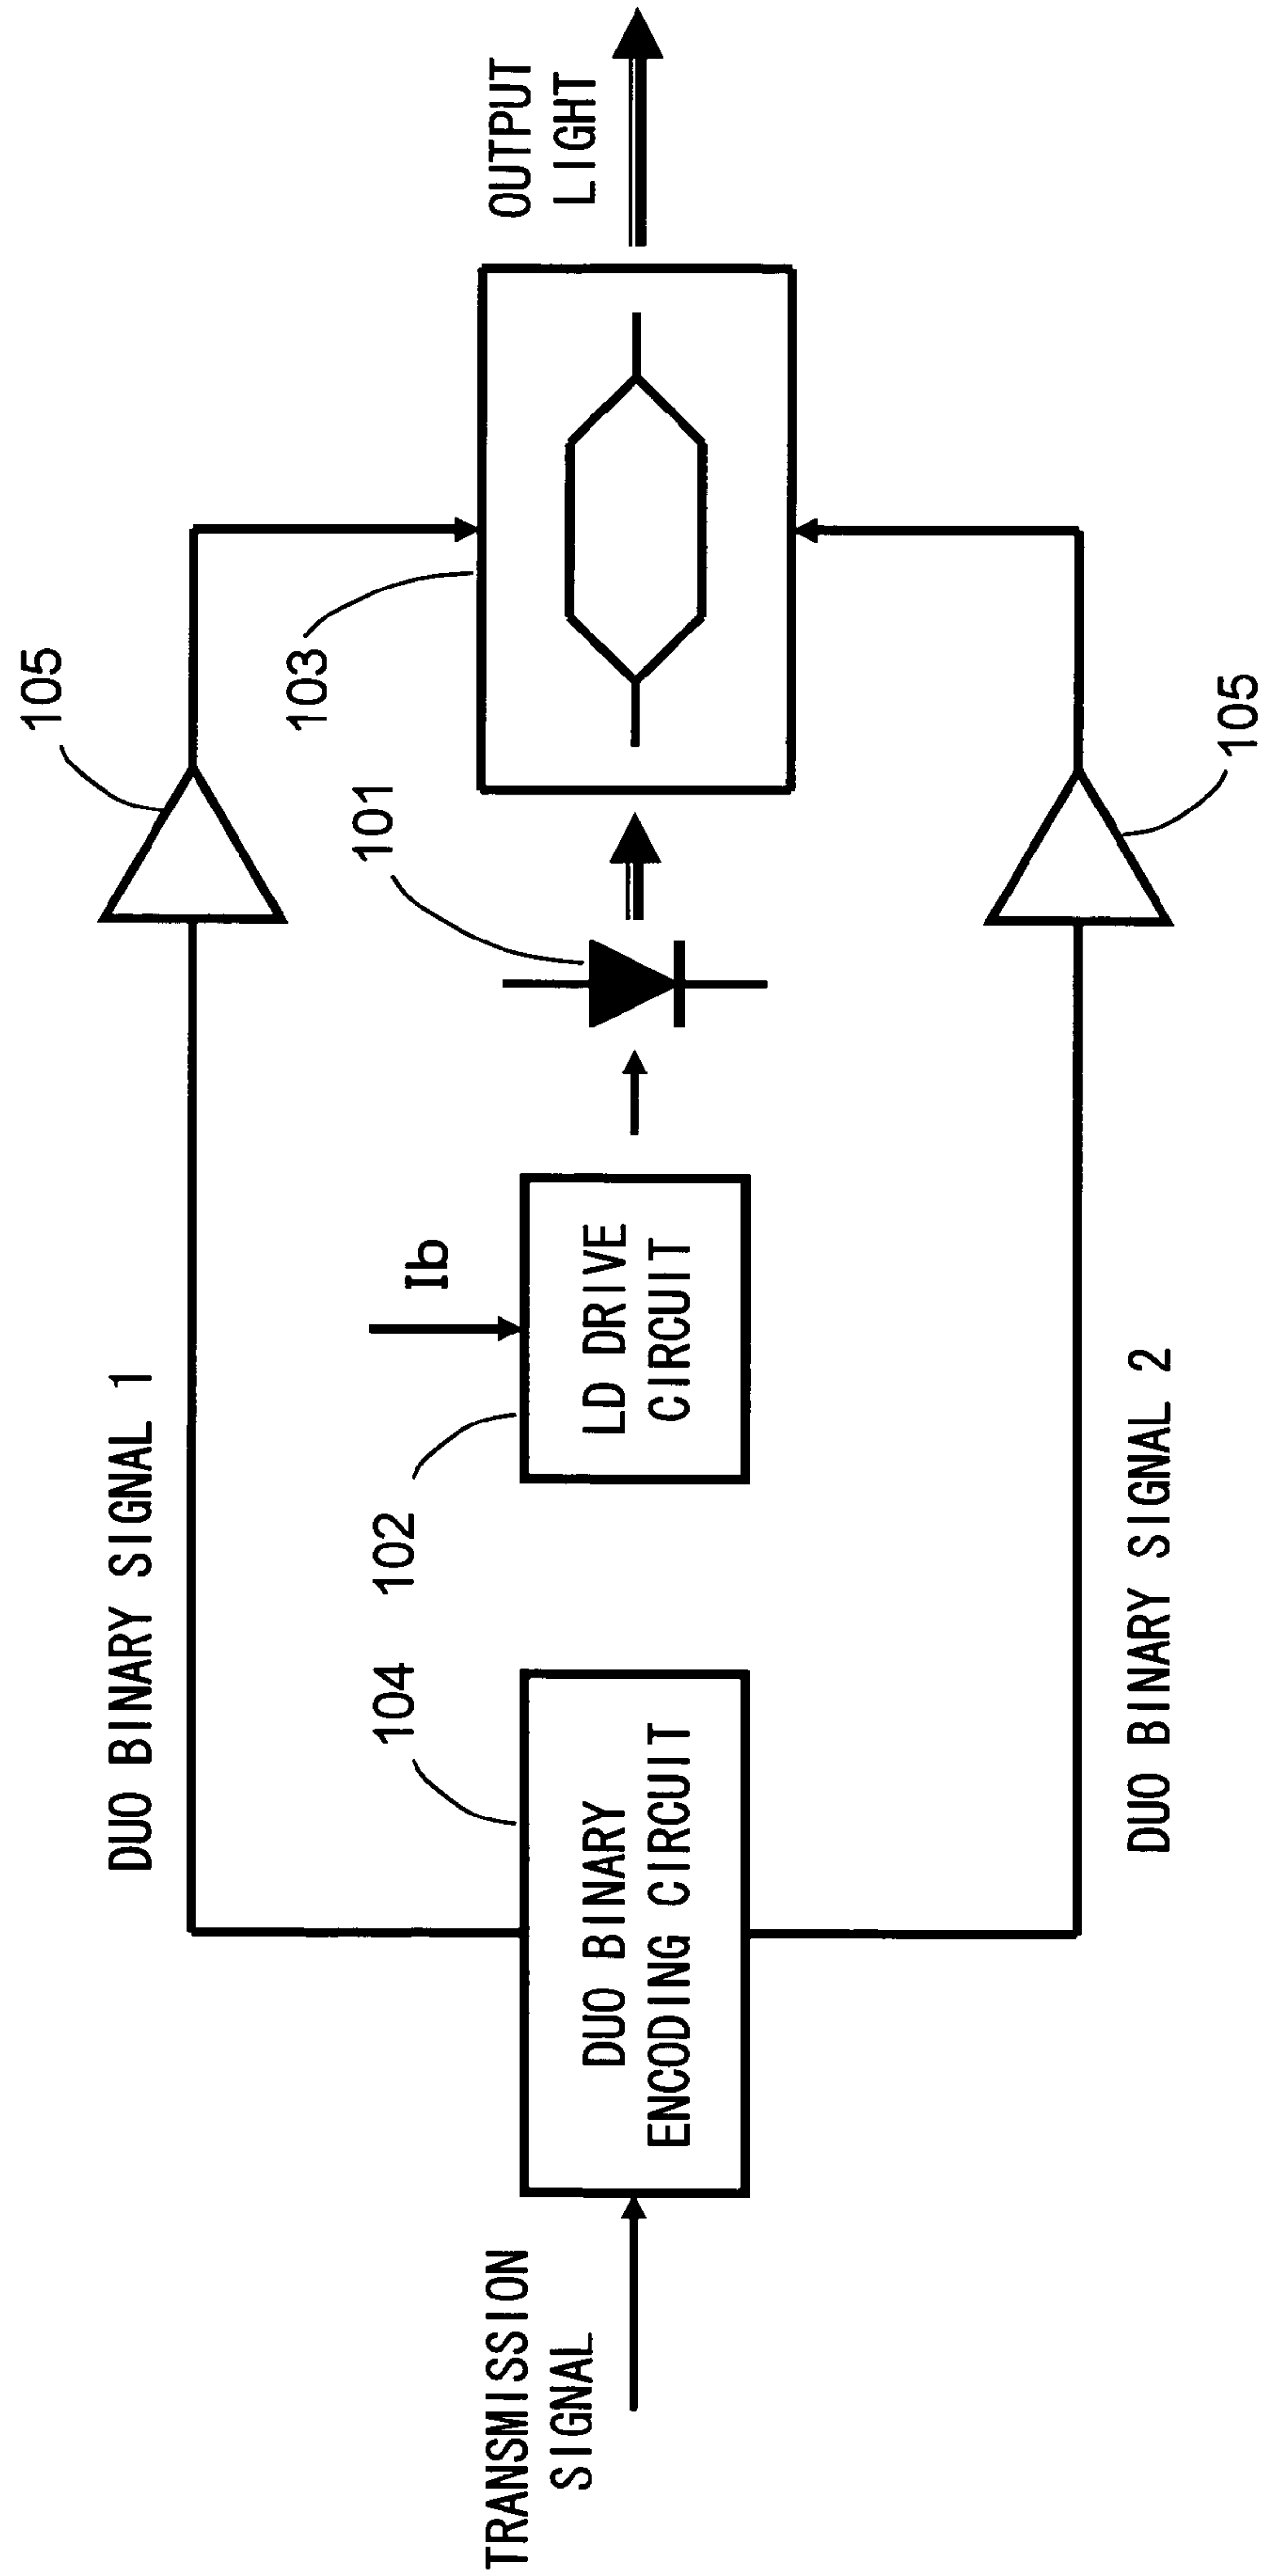 DUO BINARY SIGNAL 1
105
TRANSMISSION
SIGNAL
104
DUO BINARY
ENCODING CIRCUIT
102
Ib
LD DRIVE
CIRCUIT
101
103
OUTPUT
LIGHT
DUO BINARY SIGNAL 2
105